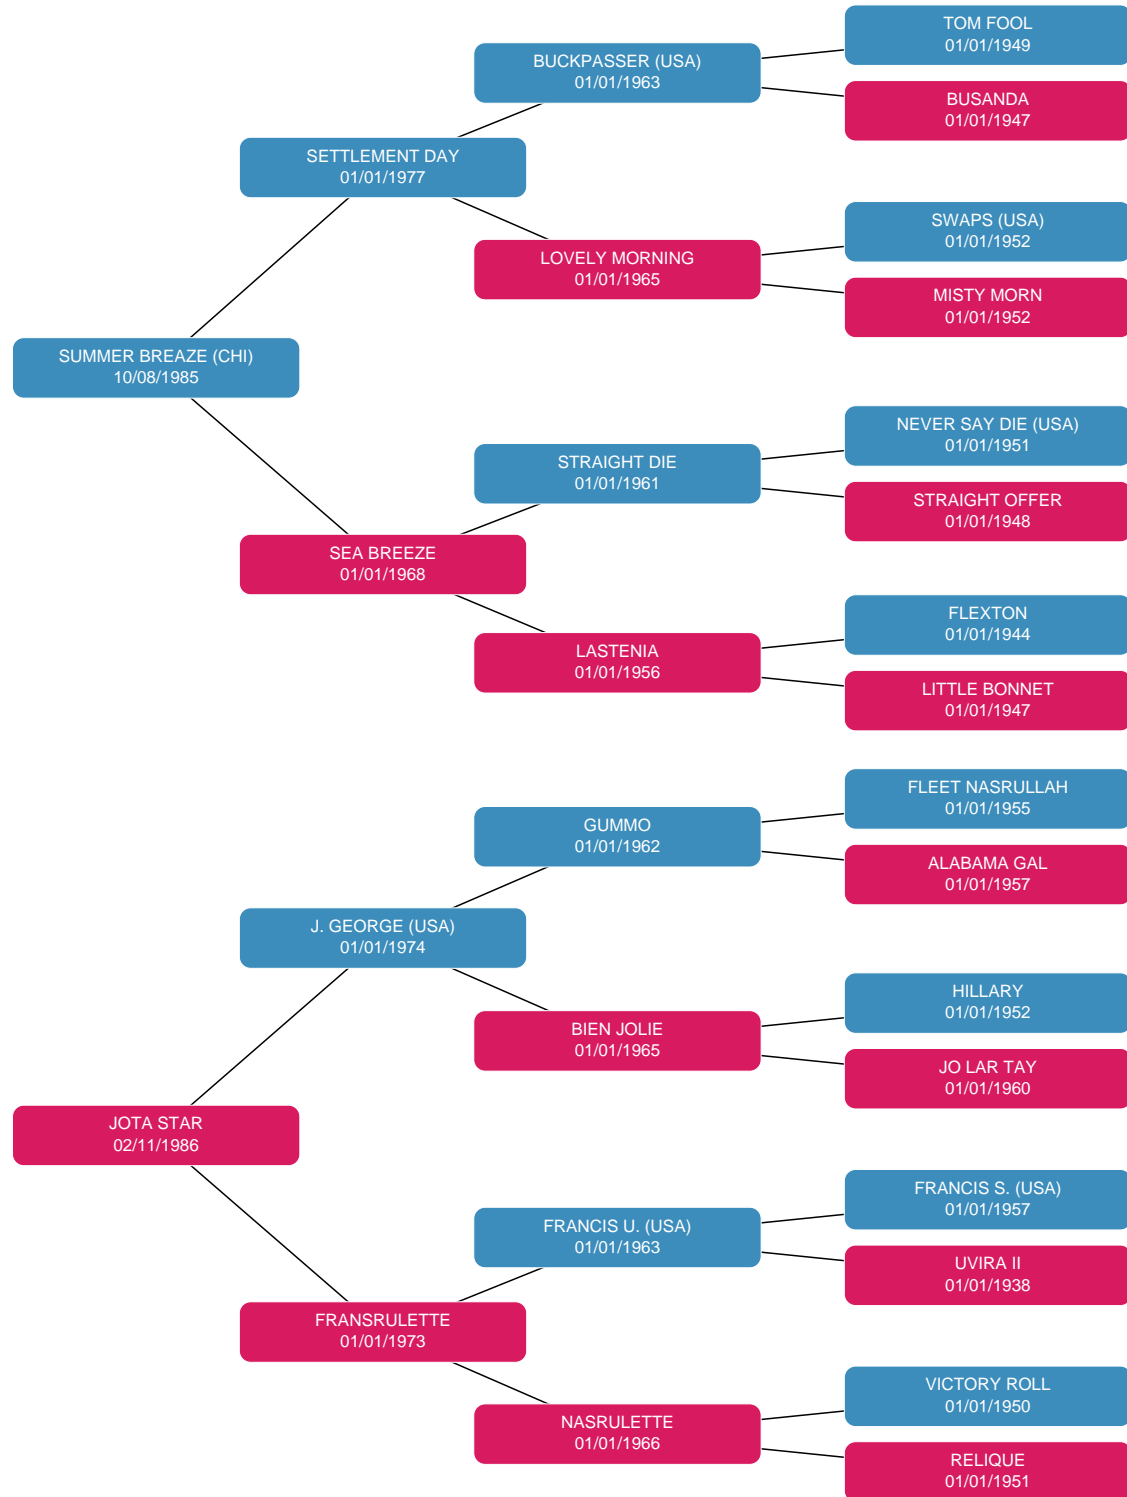 TOM FOOL
01/01/1949
BUCKPASSER (USA)
01/01/1963
BUSANDA
01/01/1947
SETTLEMENT DAY
01/01/1977
SWAPS (USA)
01/01/1952
LOVELY MORNING
01/01/1965
MISTY MORN
01/01/1952
SUMMER BREAZE (CHI)
10/08/1985
NEVER SAY DIE (USA)
01/01/1951
STRAIGHT DIE
01/01/1961
STRAIGHT OFFER
01/01/1948
SEA BREEZE
01/01/1968
FLEXTON
01/01/1944
LASTENIA
01/01/1956
LITTLE BONNET
01/01/1947
FLEET NASRULLAH
01/01/1955
GUMMO
01/01/1962
ALABAMA GAL
01/01/1957
J. GEORGE (USA)
01/01/1974
HILLARY
01/01/1952
BIEN JOLIE
01/01/1965
JO LAR TAY
01/01/1960
JOTA STAR
02/11/1986
FRANCIS S. (USA)
01/01/1957
FRANCIS U. (USA)
01/01/1963
UVIRA II
01/01/1938
FRANSRULETTE
01/01/1973
VICTORY ROLL
01/01/1950
NASRULETTE
01/01/1966
RELIQUE
01/01/1951